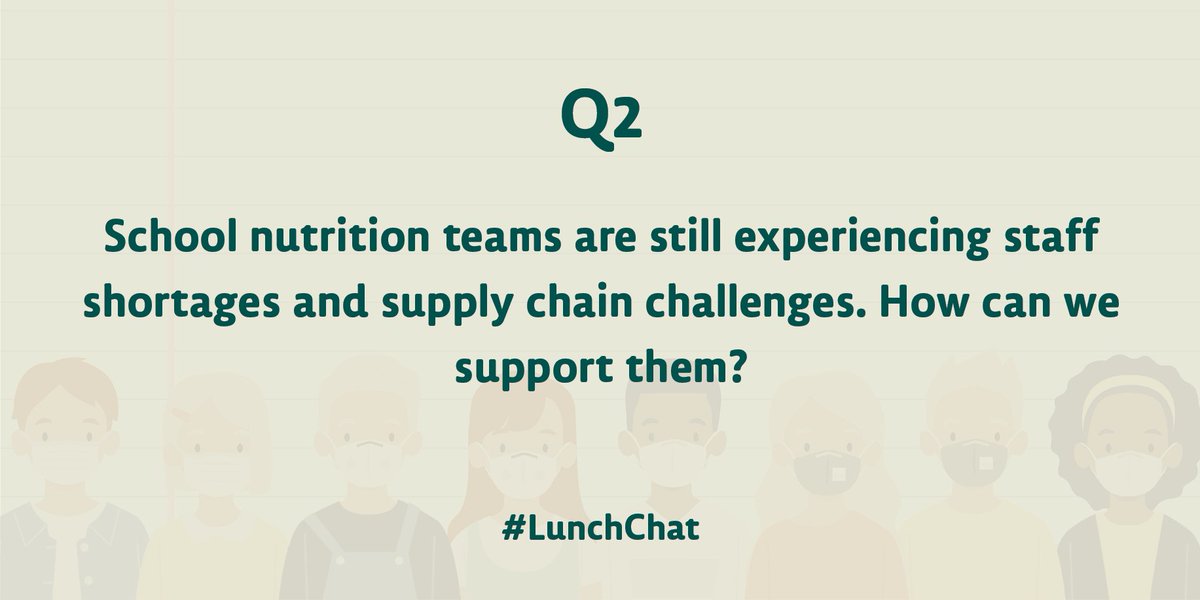 Q2
School nutrition teams are still experiencing staff
shortages and supply chain challenges. How can we
support them?
#LunchChat